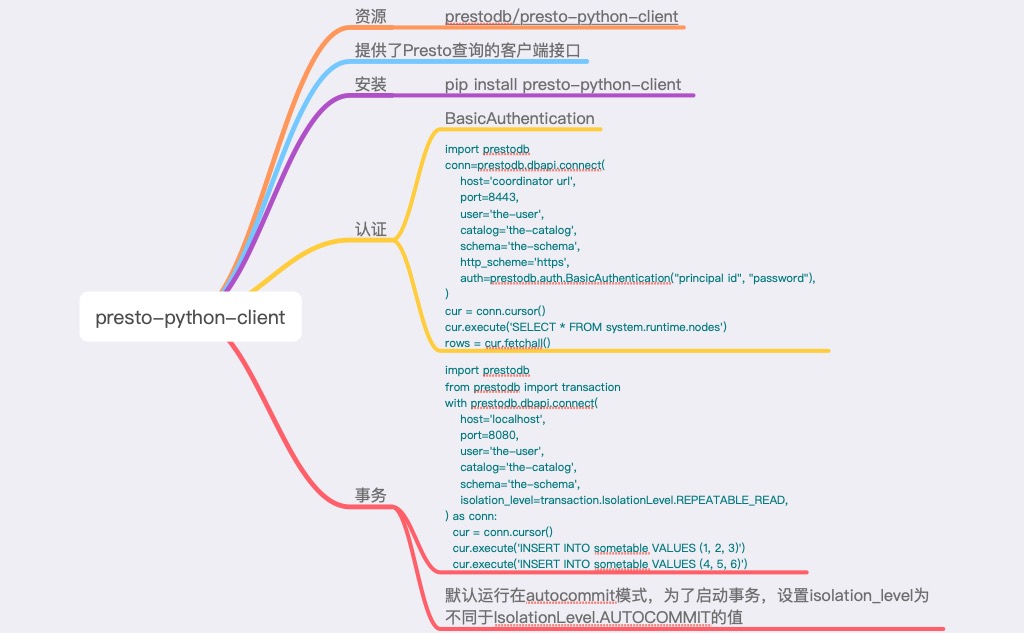 资源
prestodb/presto-python-client
提供了Presto查询的客户端接口
安装
pip install presto-python-client
认证
BasicAuthentication
import prestodb
conn=prestodb.dbapi.connect(
host='coordinator url',
port=8443,
user='the-user',
catalog='the-catalog',
schema='the-schema',
http_scheme='https',
auth=prestodb.auth.BasicAuthentication("principal id", "password"),
)
cur = conn.cursor()
cur.execute('SELECT * FROM system.runtime.nodes')
rows = cur.fetchall()
presto-python-client
事务
import prestodb
from prestodb import transaction
with prestodb.dbapi.connect(
host='localhost',
port=8080,
user='the-user',
catalog='the-catalog',
schema='the-schema',
isolation_level=transaction.IsolationLevel.REPEATABLE_READ,
) as conn:
cur = conn.cursor()
cur.execute('INSERT INTO sometable VALUES (1, 2, 3)')
cur.execute('INSERT INTO sometable VALUES (4, 5, 6)')
默认运行在autocommit模式，为了启动事务，设置isolation_level为
不同于IsolationLevel.AUTOCOMMIT的值